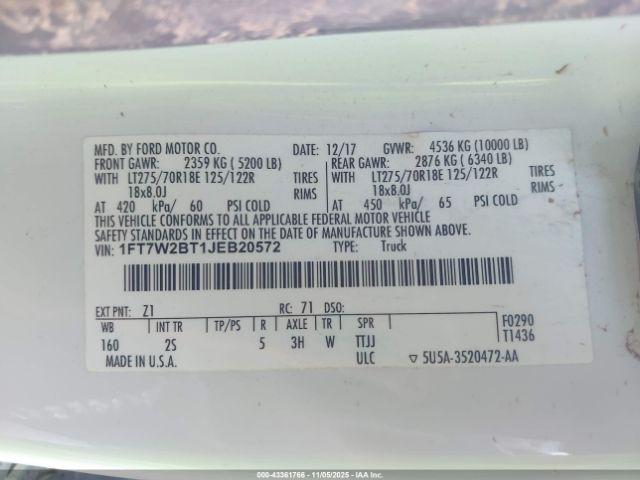 MFD. BY FORD MOTOR CO. DATE: 12/17 GVWR: 4536 KG (10000 LB)
FRONT GAWR: 2359 KG (5200 LB) REAR GAWR: 2876 KG (6340 LB)
WITH LT275/70R18E 125/122R TIRES WITH LT275/70R18E 125/122R TIRES
18x8.0J RIMS 18x8.0J RIMS
AT 420 kPa/ 60 PSI COLD AT 450 kPa/ 65 PSI COLD
THIS VEHICLE CONFORMS TO ALL APPLICABLE FEDERAL MOTOR VEHICLE
SAFETY STANDARDS IN EFFECT ON THE DATE OF MANUFACTURE SHOWN ABOVE.
VIN: 1FT7W2BT1JEB20572 TYPE: Truck
EXT PNT: Z1 RC: 71 DSO:
WB INT TR TP/PS R AXLE TR SPR F0290
160 2S 5 3H W TTJJ T1436
MADE IN U.S.A. ULC ▽ 5U5A-3520472-AA
000-43361766 - 11/05/2025 - IAA Inc.